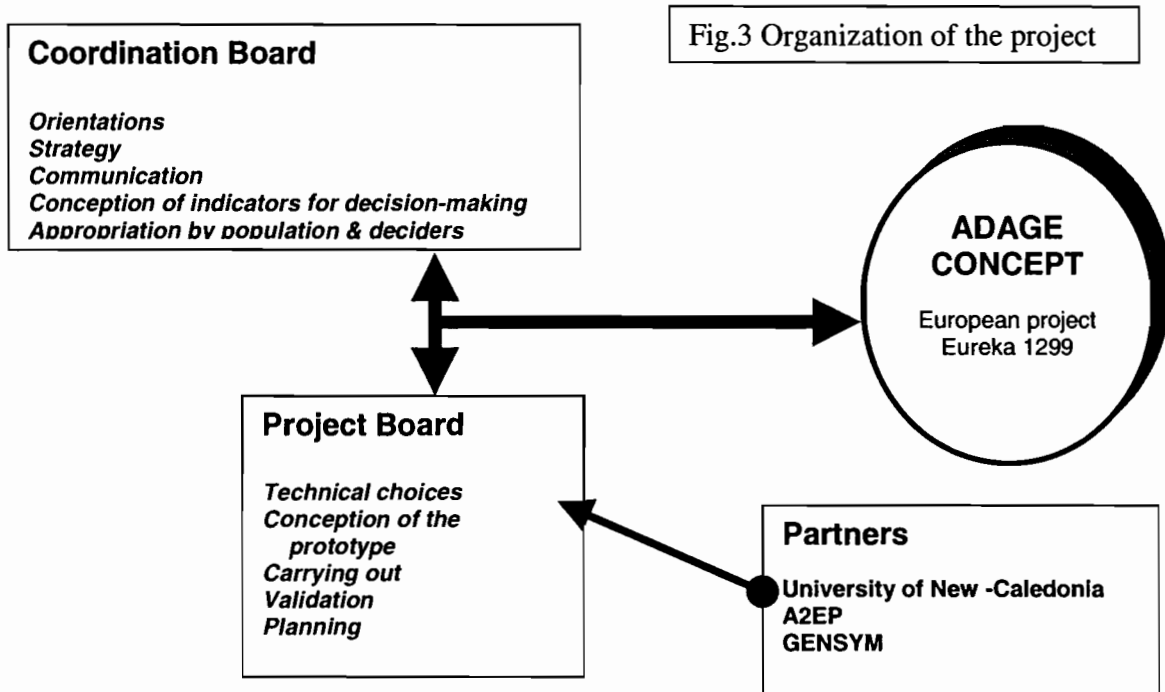 Fig.3 Organization of the project
Coordination Board
Orientations
Strategy
Communication
Conception of indicators for decision-making
Appropriation by population & deciders
ADAGE
CONCEPT
European project
Eureka 1299
Project Board
Technical choices
Conception of the
prototype
Carrying out
Validation
Planning
Partners
University of New -Caledonia
A2EP
GENSYM